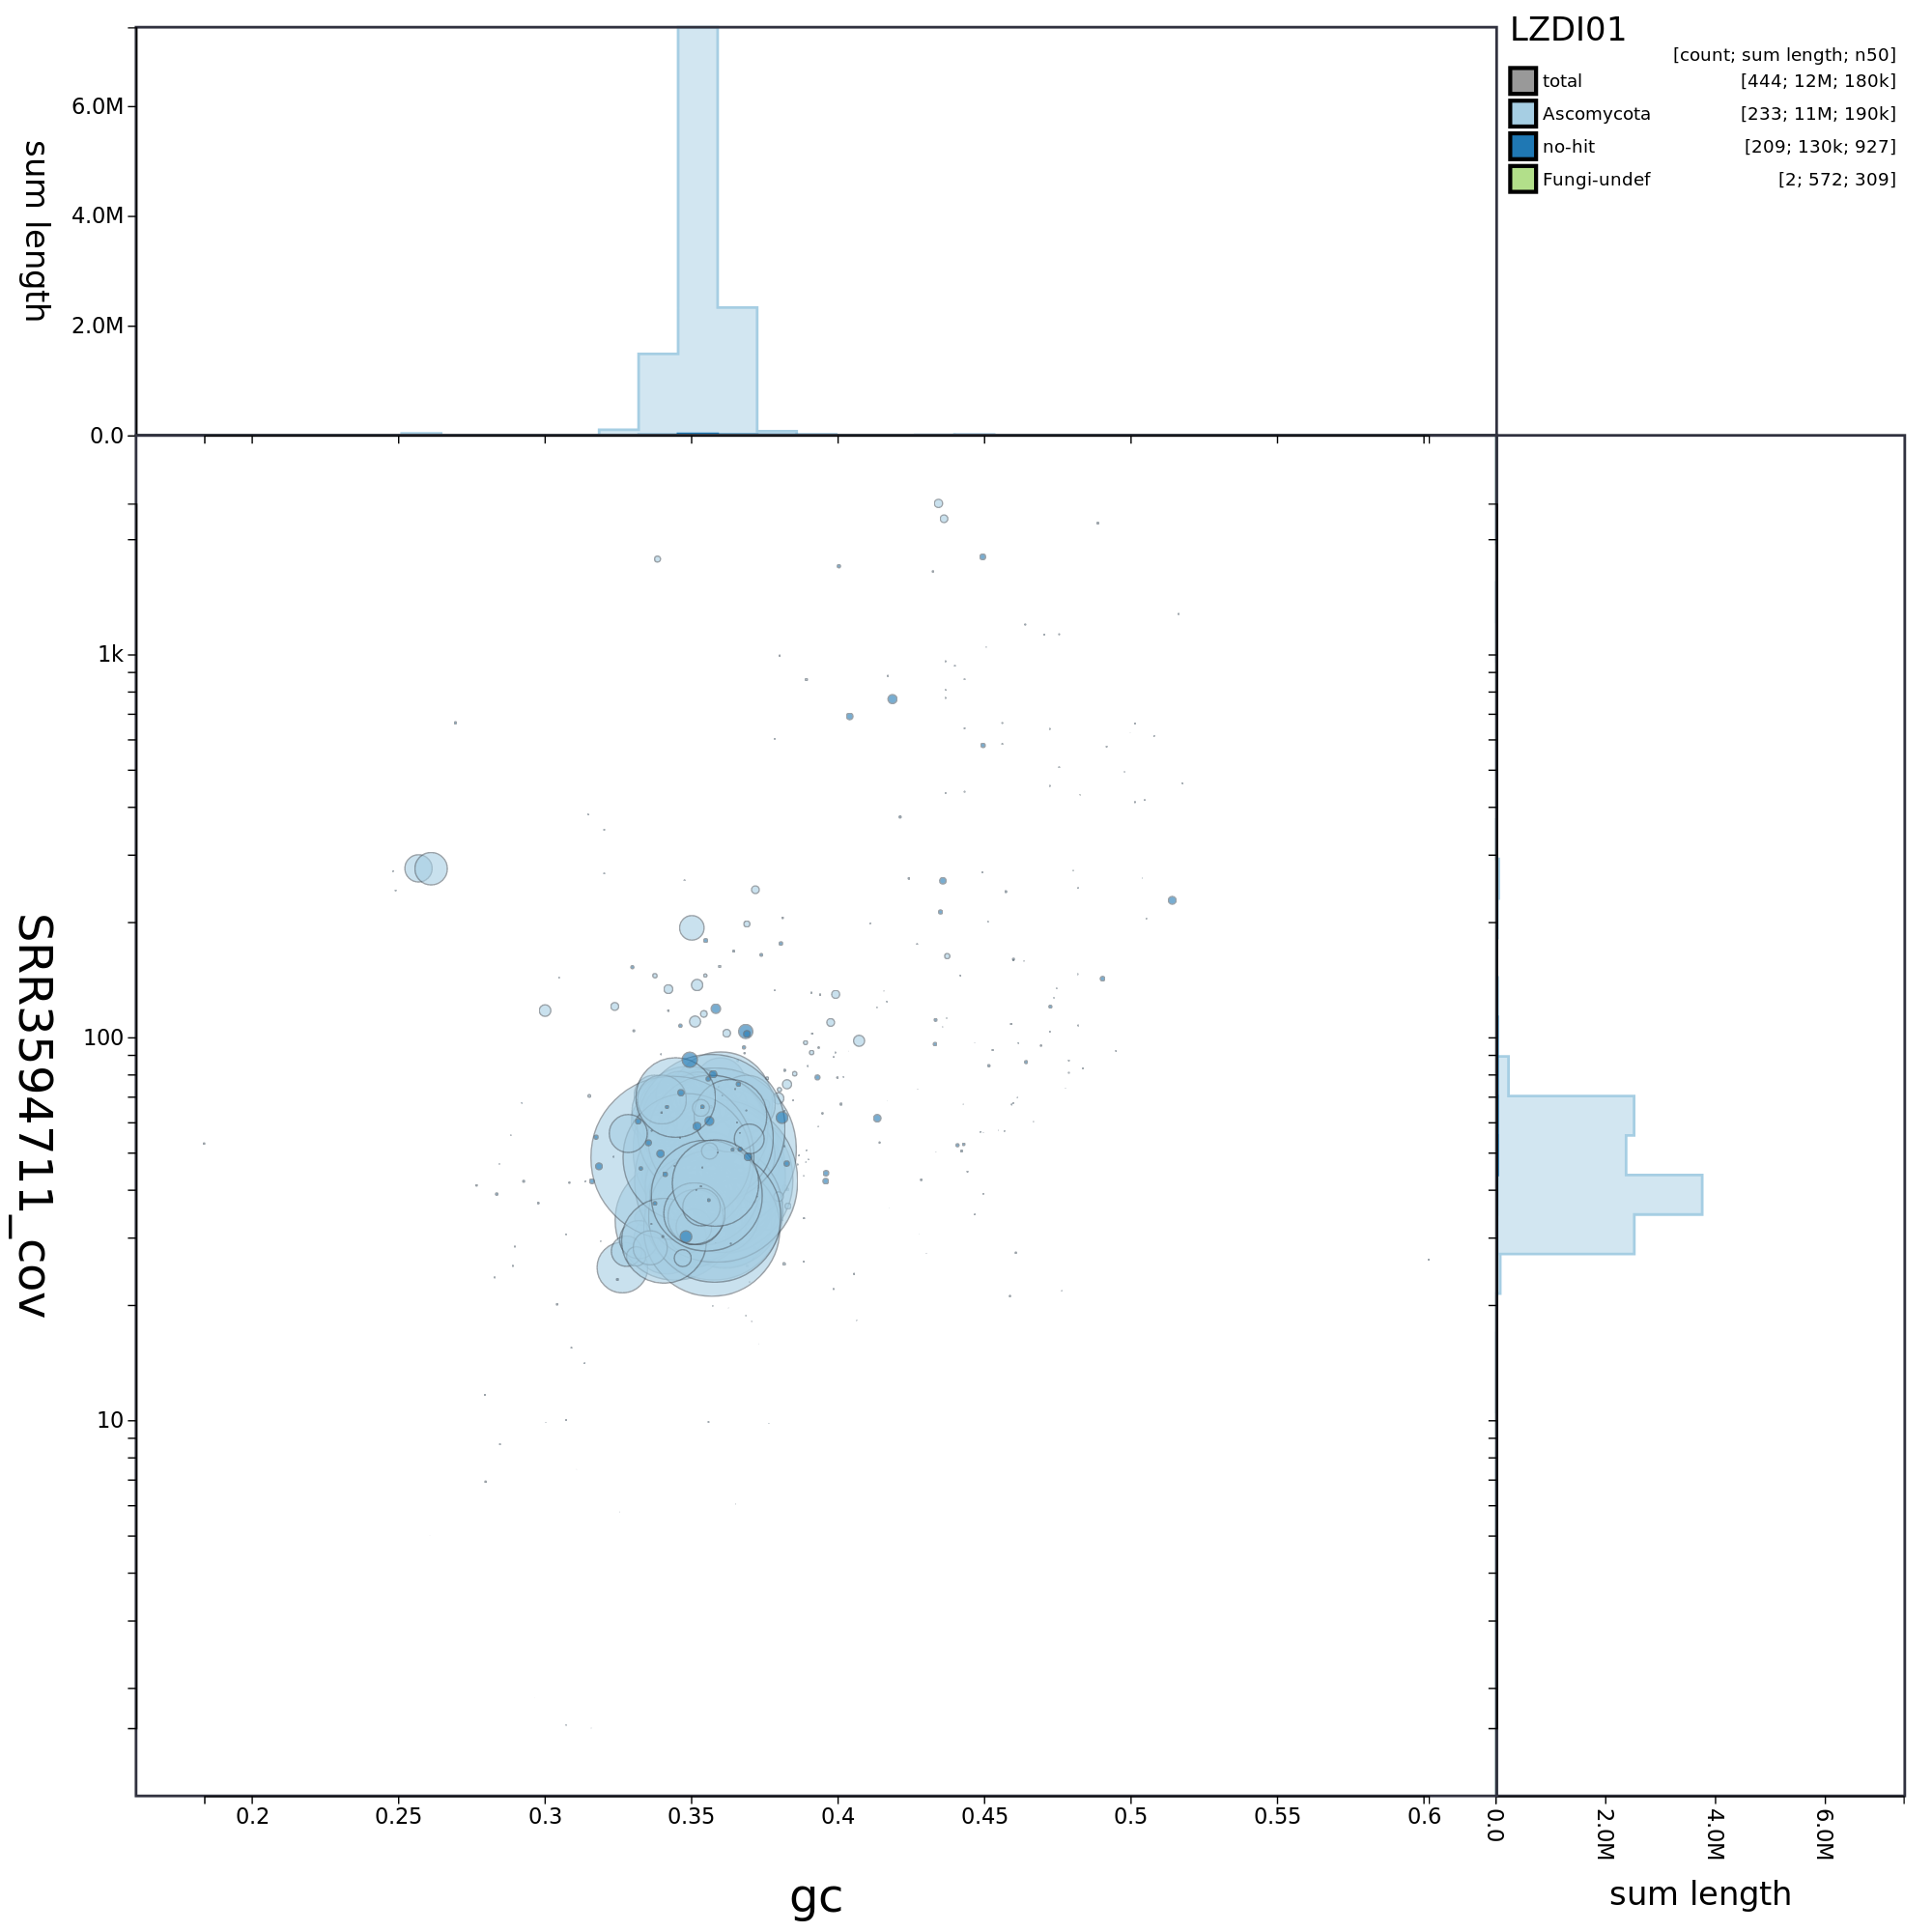 LZDI01
[count; sum length; n50]
total [444; 12M; 180k]
Ascomycota [233; 11M; 190k]
no-hit [209; 130k; 927]
Fungi-undef [2; 572; 309]
sum length
6.0M
4.0M
2.0M
0.0
SRR3594711_cov
1k
100
10
0.2 0.25 0.3 0.35 0.4 0.45 0.5 0.55 0.6
gc
0.0 2.0M 4.0M 6.0M
sum length